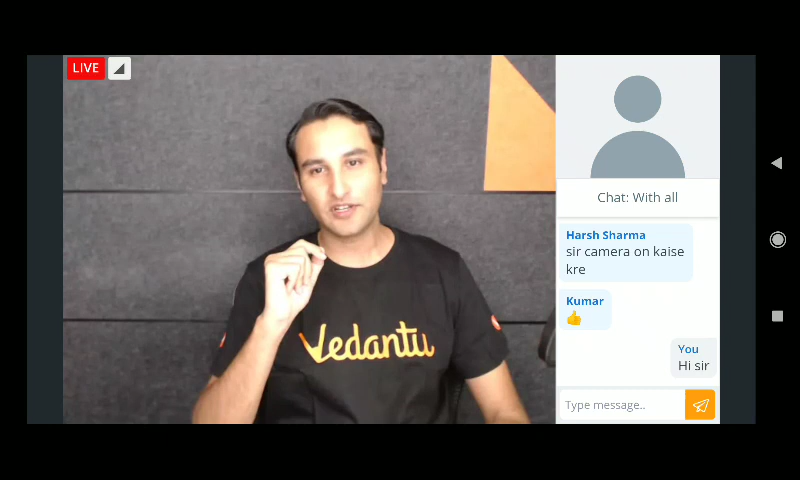 LIVE
Vedantu
Chat: With all
Harsh Sharma
sir camera on kaise
kre
Kumar
👍
You
Hi sir
Type message..